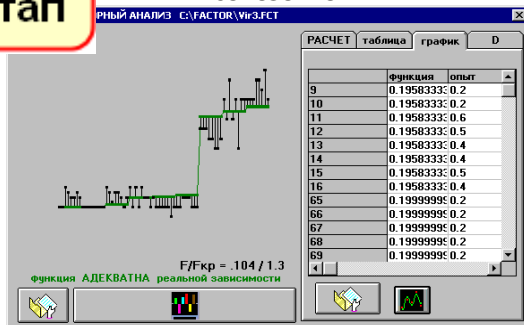 тап
РНЫЙ АНАЛИЗ C:\FACTOR\Vir3.FCT
РАСЧЕТ таблица график D
функция опыт
9 0.19583333 0.2
10 0.19583333 0.2
11 0.19583333 0.6
12 0.19583333 0.5
13 0.19583333 0.4
14 0.19583333 0.4
15 0.19583333 0.5
16 0.19583333 0.4
65 0.19999999 0.2
66 0.19999999 0.2
67 0.19999999 0.2
68 0.19999999 0.2
69 0.19999999 0.2
F/Fкр = .104 / 1.3
функция АДЕКВАТНА реальной зависимости